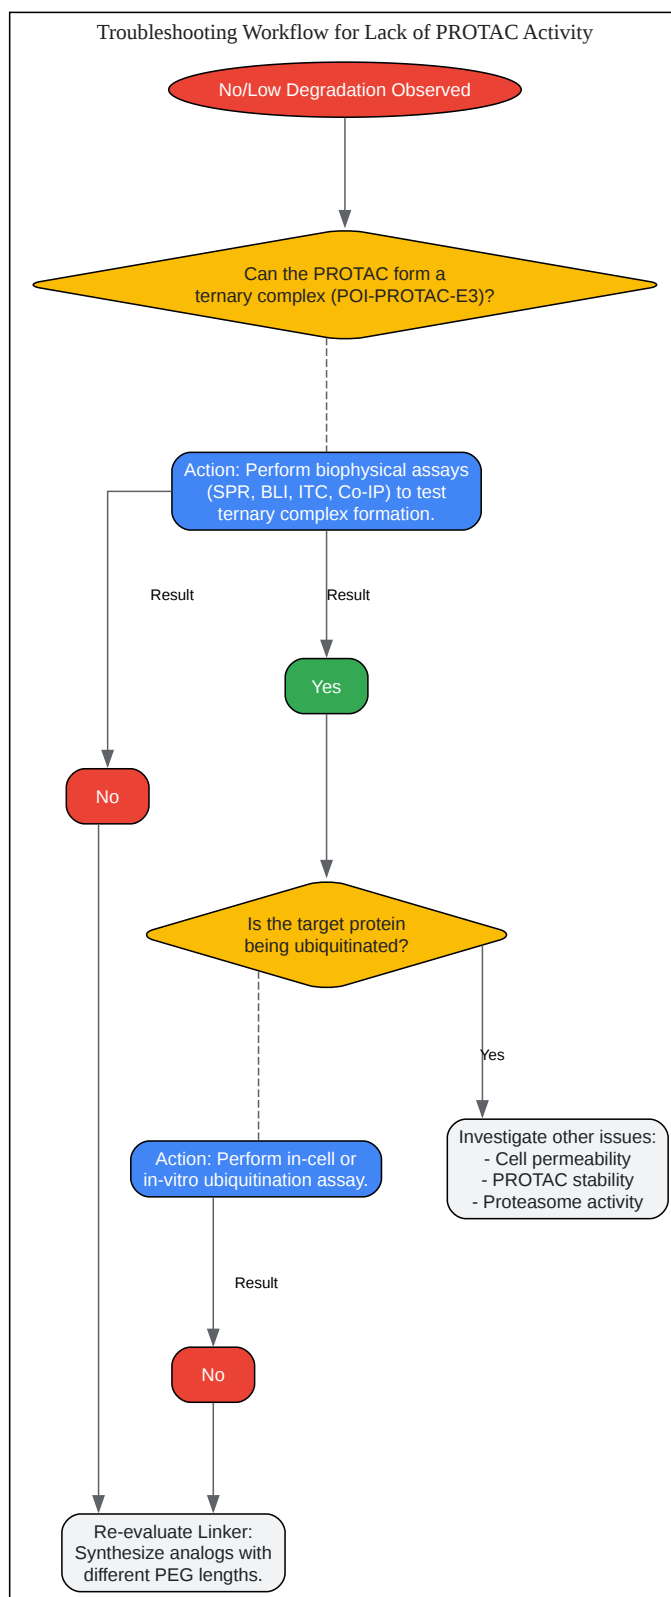 Troubleshooting Workflow for Lack of PROTAC Activity
No/Low Degradation Observed
Can the PROTAC form a
ternary complex (POI-PROTAC-E3)?
Action: Perform biophysical assays
(SPR, BLI, ITC, Co-IP) to test
ternary complex formation.
Result
Result
Yes
No
Is the target protein
being ubiquitinated?
Yes
Investigate other issues:
- Cell permeability
- PROTAC stability
- Proteasome activity
Action: Perform in-cell or
in-vitro ubiquitination assay.
Result
No
Re-evaluate Linker:
Synthesize analogs with
different PEG lengths.